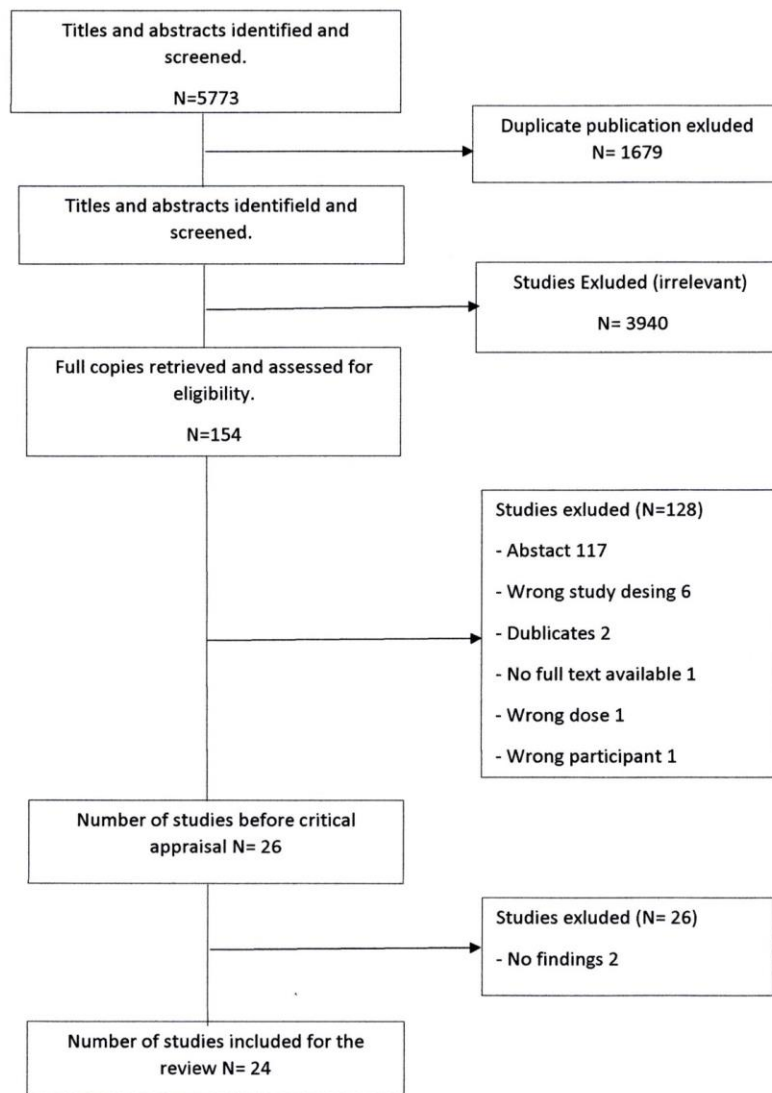 Titles and abstracts identified and
screened.
N=5773
Duplicate publication exluded
N= 1679
Titles and abstracts identifield and
screened.
Studies Exluded (irrelevant)
N= 3940
Full copies retrieved and assessed for
eligibility.
N=154
Studies exluded (N=128)
- Abstact 117
- Wrong study desing 6
- Dublicates 2
- No full text available 1
- Wrong dose 1
- Wrong participant 1
Number of studies before critical
appraisal N= 26
Studies exluded (N= 26)
- No findings 2
Number of studies included for the
review N= 24